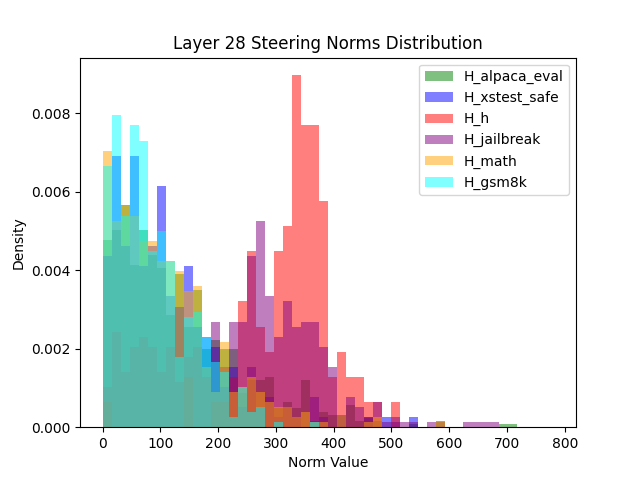 Layer 28 Steering Norms Distribution
H_alpaca_eval
H_xstest_safe
H_h
H_jailbreak
H_math
H_gsm8k
Density
0.008
0.006
0.004
0.002
0.000
0
100
200
300
400
500
600
700
800
Norm Value